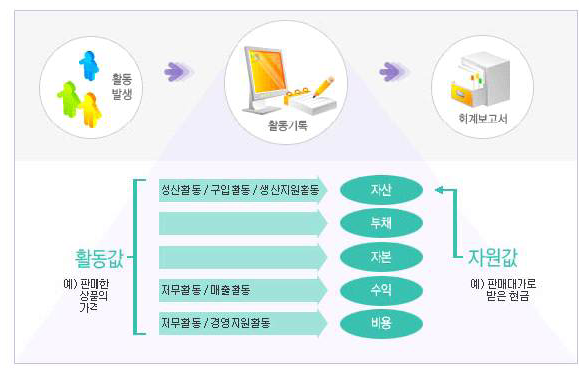 활동
발생
활동기록
회계보고서
성산활동 / 구입활동 / 생산지원활동
자산
부채
활동값
예) 판매한
상품의
가격
자본
자원값
예) 판매대가로
받은 현금
재무활동 / 매출활동
수익
재무활동 / 경영지원활동
비용